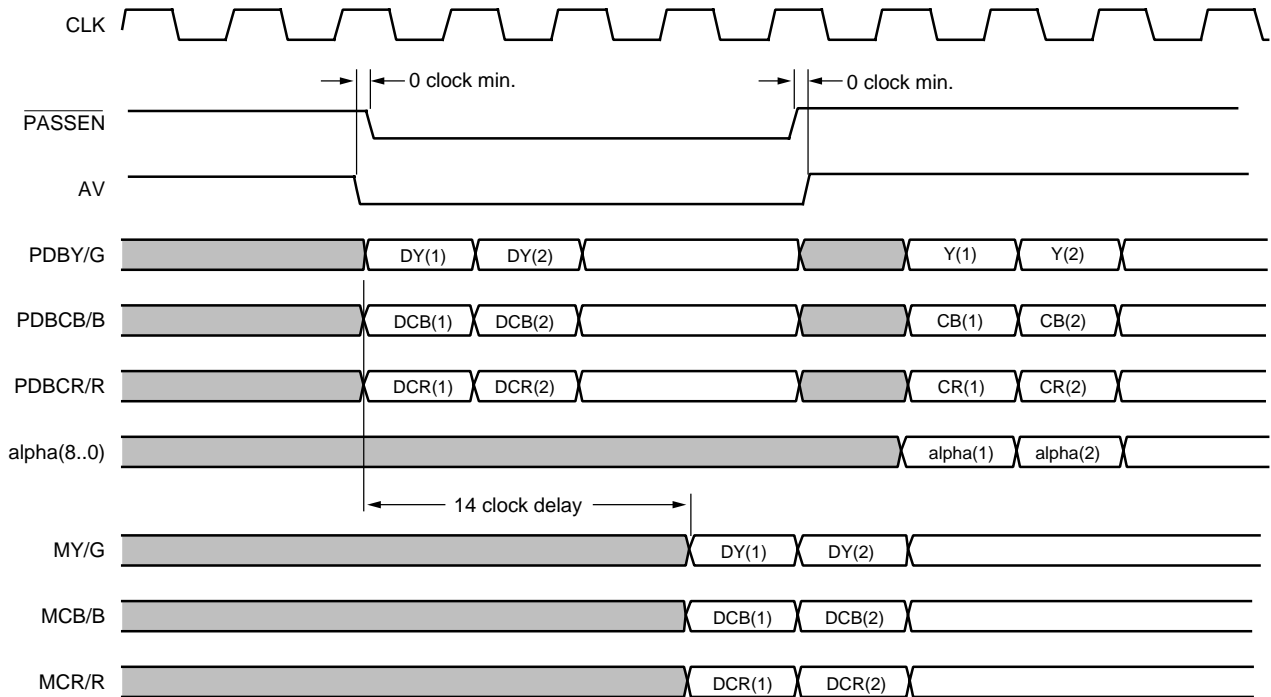 CLK
0 clock min. 0 clock min.
PASSEN
AV
PDBY/G DY(1) DY(2) Y(1) Y(2)
PDBCB/B DCB(1) DCB(2) CB(1) CB(2)
PDBCR/R DCR(1) DCR(2) CR(1) CR(2)
alpha(8..0) alpha(1) alpha(2)
14 clock delay
MY/G DY(1) DY(2)
MCB/B DCB(1) DCB(2)
MCR/R DCR(1) DCR(2)